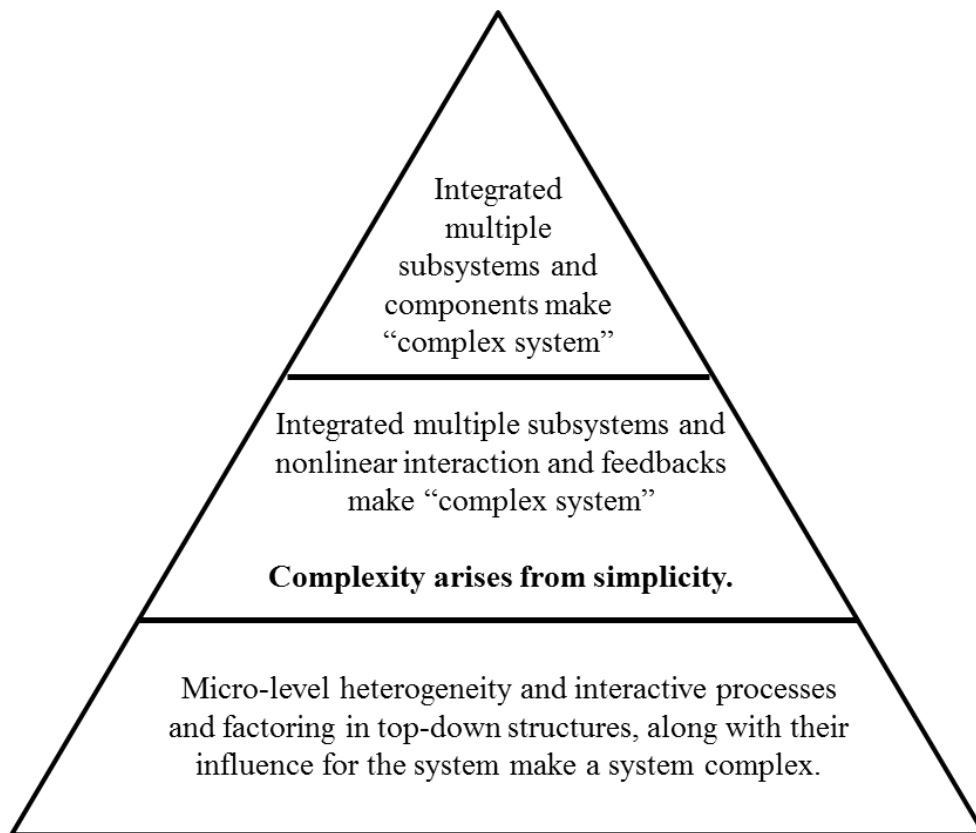 Integrated
multiple
subsystems and
components make
“complex system”
Integrated multiple subsystems and
nonlinear interaction and feedbacks
make “complex system”
Complexity arises from simplicity.
Micro-level heterogeneity and interactive processes
and factoring in top-down structures, along with their
influence for the system make a system complex.